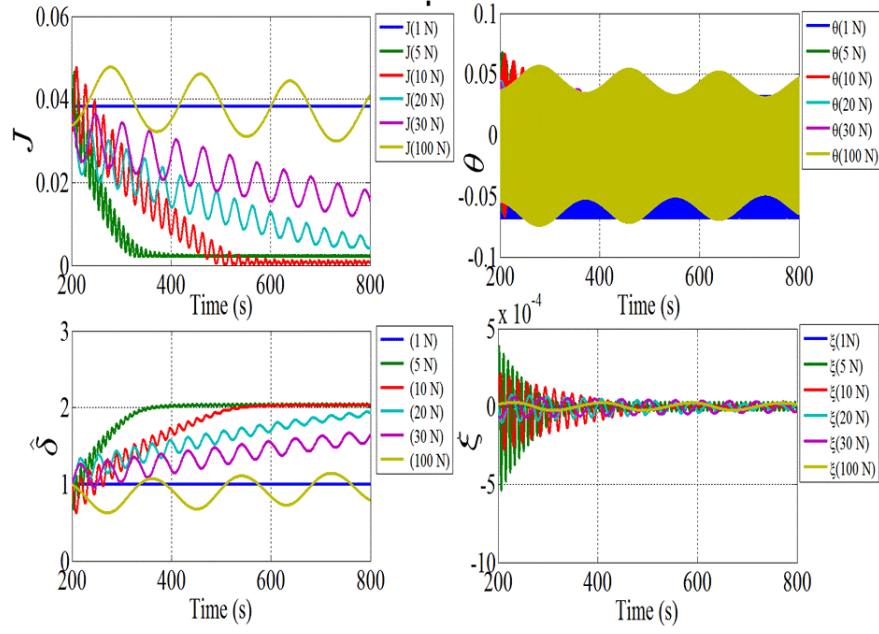 0.06
0.04
0.02
0
J
200
400
600
800
Time (s)
J(1 N)
J(5 N)
J(10 N)
J(20 N)
J(30 N)
J(100 N)
0.1
0.05
0
-0.05
-0.1
θ
200
400
600
800
Time (s)
θ(1 N)
θ(5 N)
θ(10 N)
θ(20 N)
θ(30 N)
θ(100 N)
3
2
1
0
δ̂
200
400
600
800
Time (s)
(1 N)
(5 N)
(10 N)
(20 N)
(30 N)
(100 N)
x 10⁻⁴
5
0
-5
-10
ξ
200
400
600
800
Time (s)
ξ(1N)
ξ(5 N)
ξ(10 N)
ξ(20 N)
ξ(30 N)
ξ(100 N)